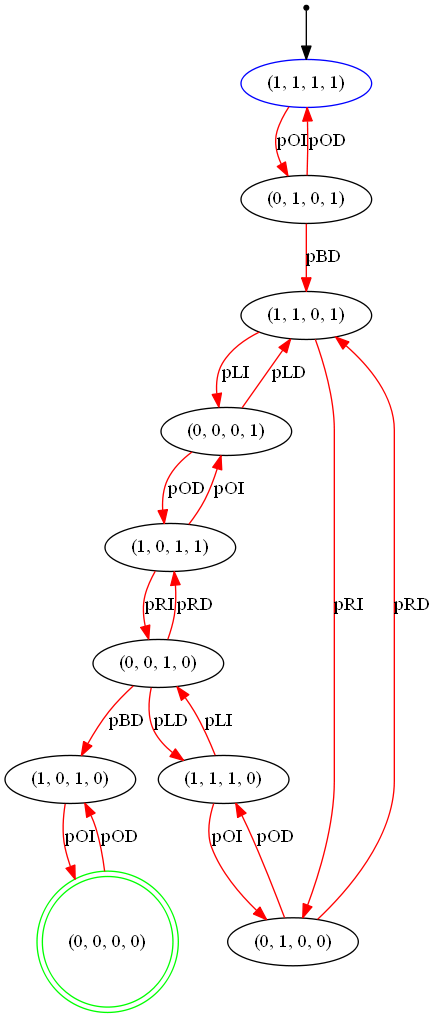 (1, 1, 1, 1)
pOI pOD
(0, 1, 0, 1)
pBD
(1, 1, 0, 1)
pLI pLD
(0, 0, 0, 1)
pOD pOI
(1, 0, 1, 1)
pRI pRD pRI pRD
(0, 0, 1, 0)
pBD pLD pLI
(1, 0, 1, 0) (1, 1, 1, 0)
pOI pOD pOI pOD
(0, 0, 0, 0) (0, 1, 0, 0)